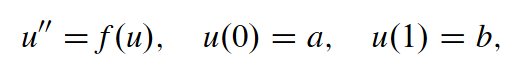 u″ = f(u), u(0) = a, u(1) = b,